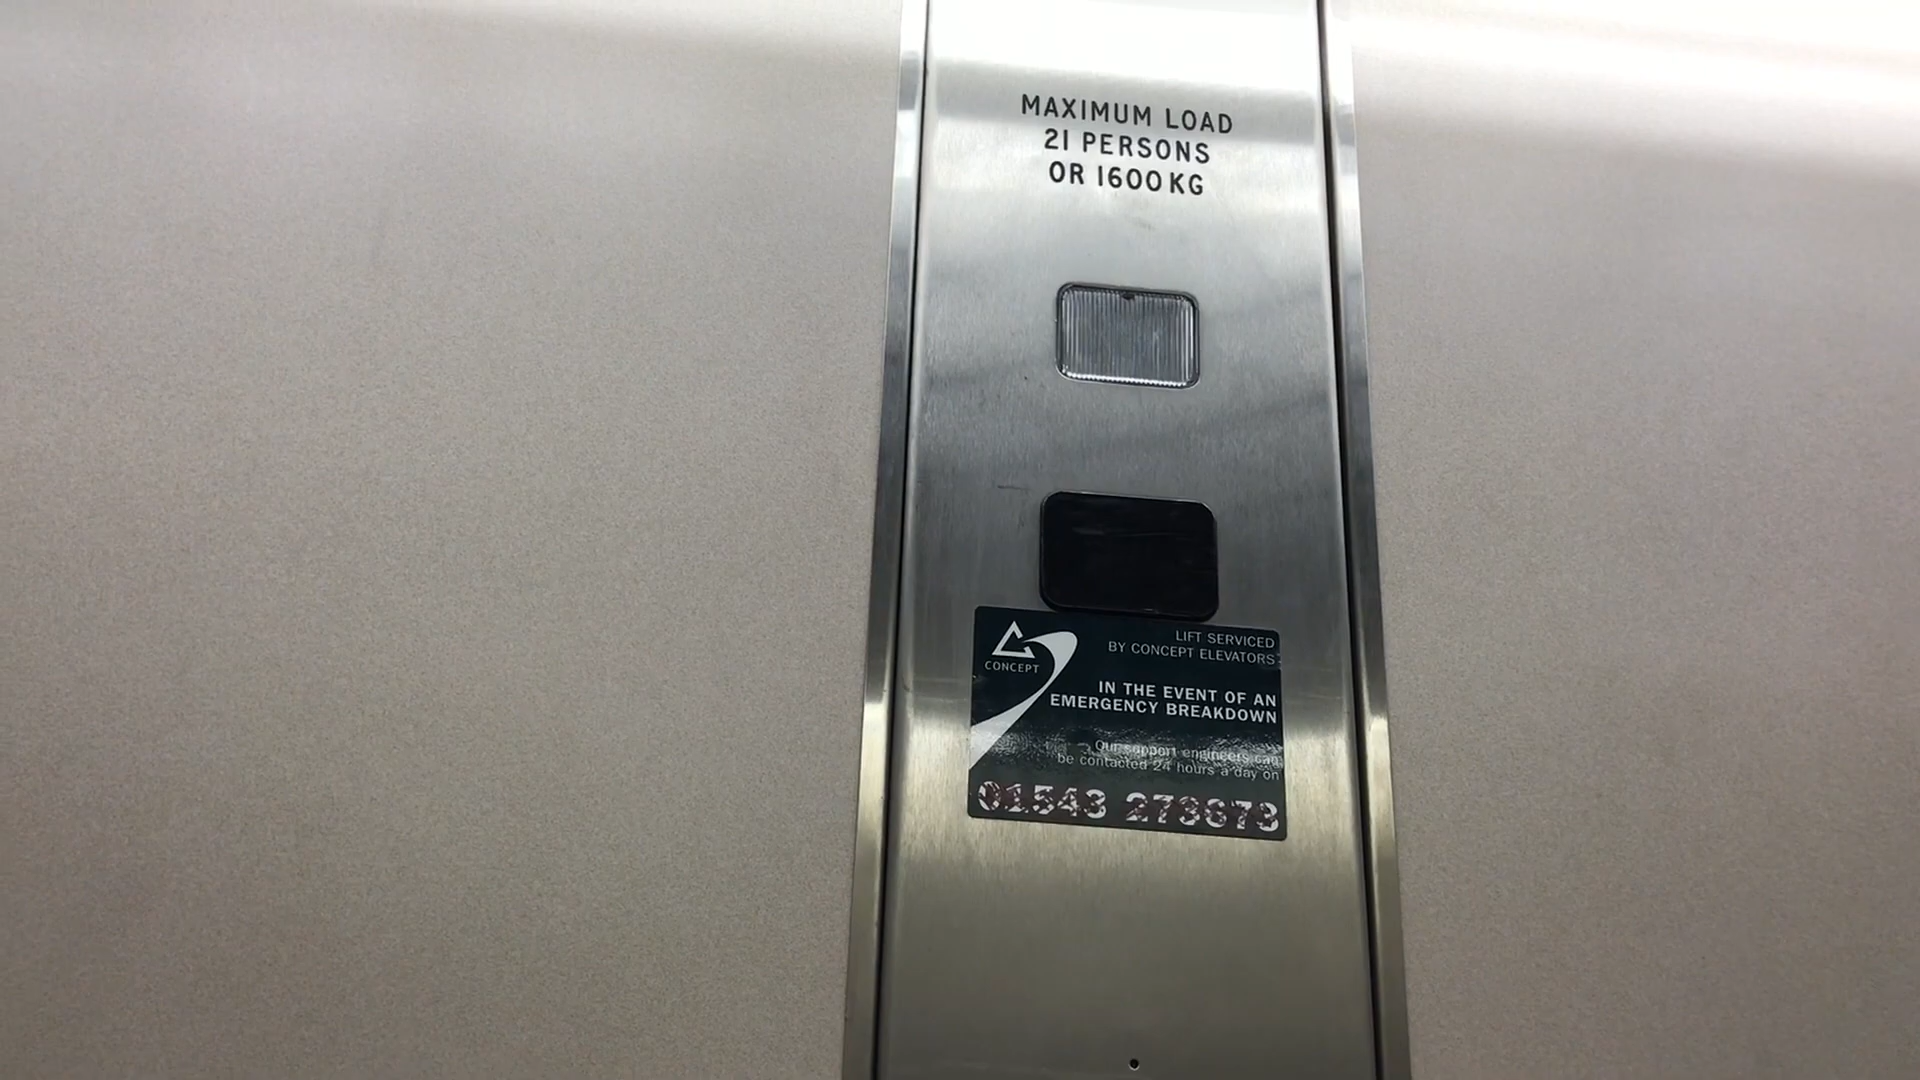 MAXIMUM LOAD
21 PERSONS
OR 1600 KG
CONCEPT
LIFT SERVICED
BY CONCEPT ELEVATORS
IN THE EVENT OF AN
EMERGENCY BREAKDOWN
Our support engineers can
be contacted 24 hours a day on
01543 273673